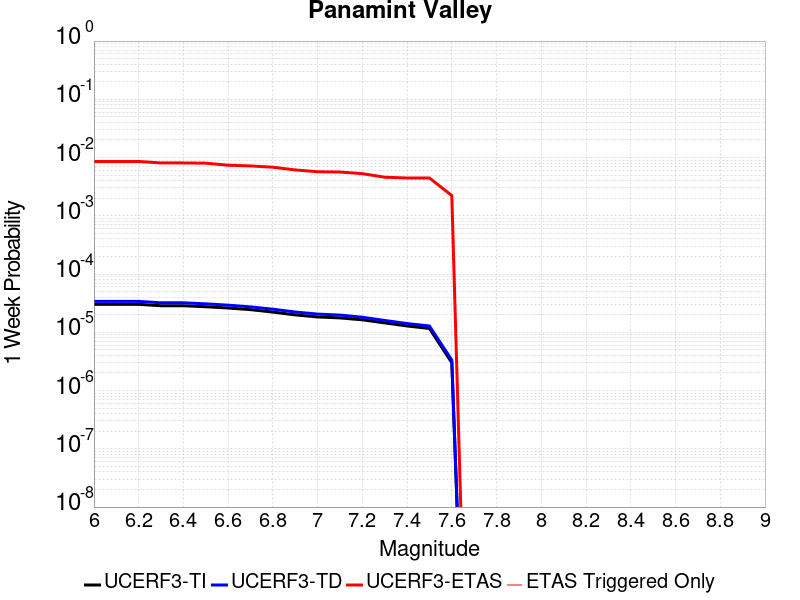 Panamint Valley
10^0
10^-1
10^-2
10^-3
10^-4
10^-5
10^-6
10^-7
10^-8
1 Week Probability
6 6.2 6.4 6.6 6.8 7 7.2 7.4 7.6 7.8 8 8.2 8.4 8.6 8.8 9
Magnitude
UCERF3-TI UCERF3-TD UCERF3-ETAS ETAS Triggered Only